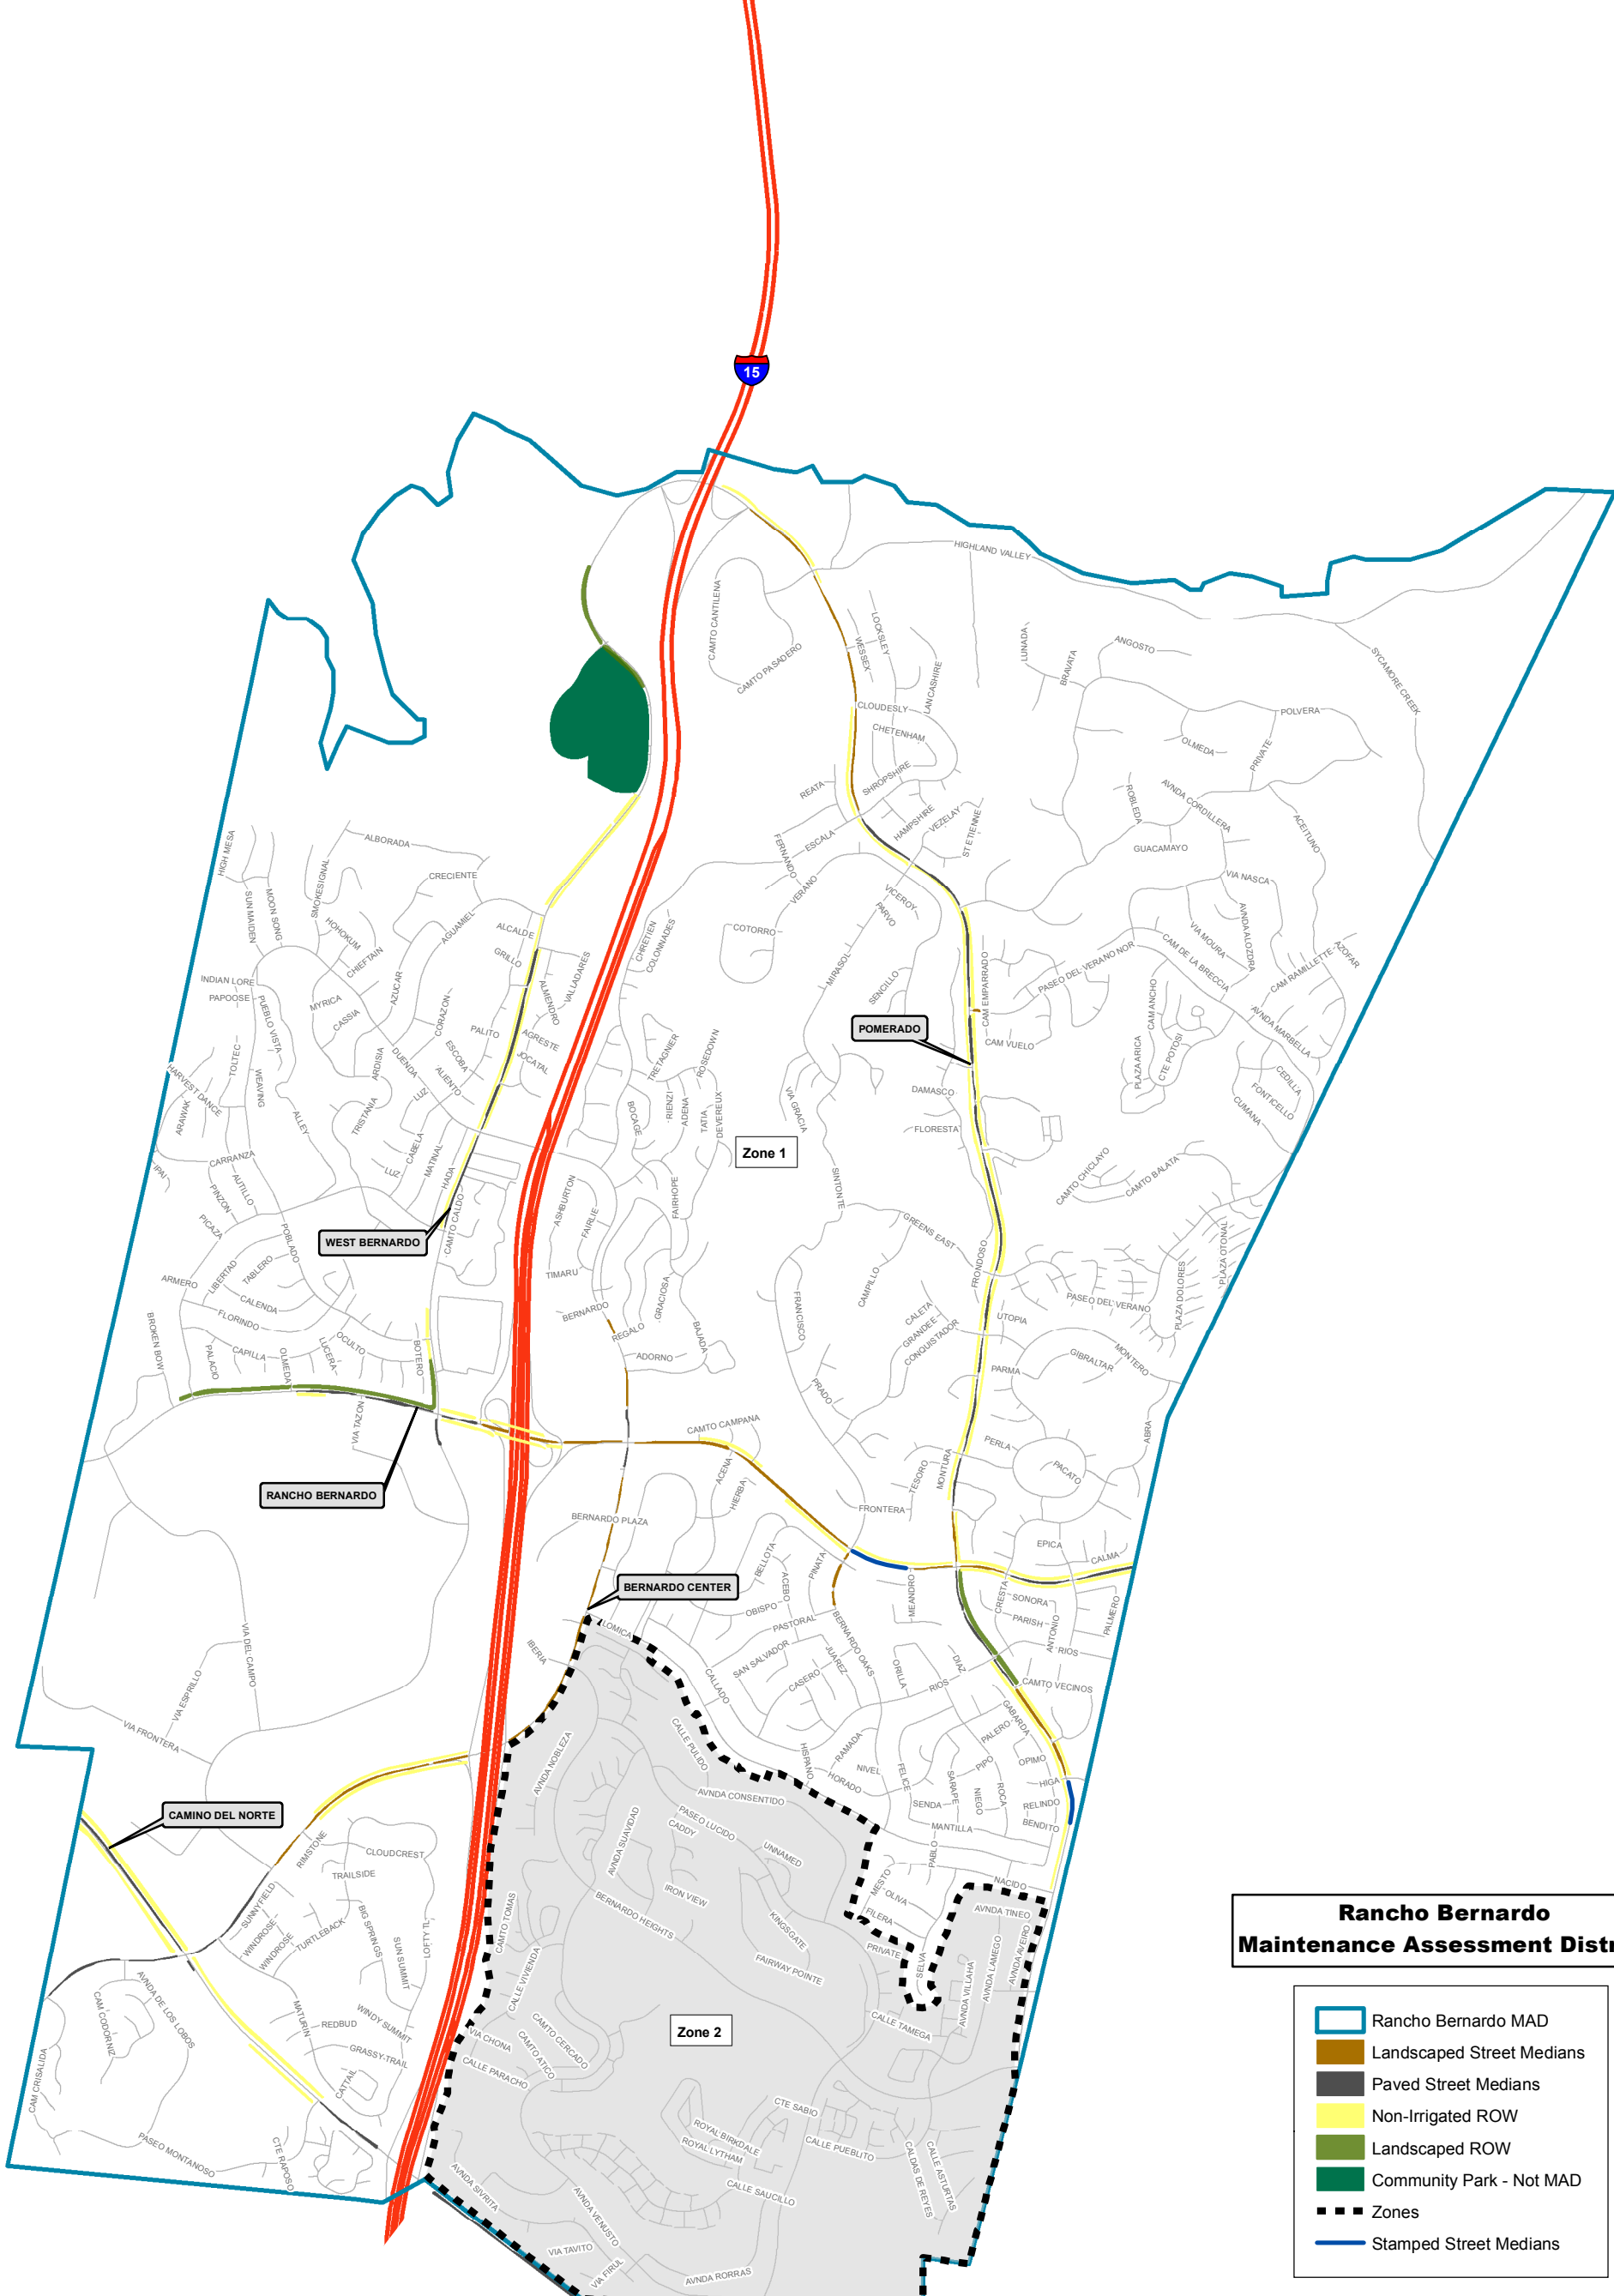 15
HIGHLAND VALLEY
CAMTO CANTILENA
CAMTO PASADERO
LOCKSLEY
WESSEX
LANCASHIRE
CLOUDESLY
CHETENHAM
SHROPSHIRE
REATA
HAMPSHIRE
VEZELAY
ST ETIENNE
ESCALA
FERNANDO
VERANO
VICEROY
PARVO
COTORRO
MIRASOL
SENCILLO
LUNADA
BRAVATA
ANGOSTO
SYCAMORE CREEK
POLVERA
OLMEDA
PRIVATE
ROBLEDA
AVNDA CORDILLERA
ACEITUNO
GUACAMAYO
VIA NASCA
AVNDA ALOZDRA
VIA MOURA
CAM DE LA BRECCIA
CAM RAMILLETTE
AZOFAR
AVNDA MARBELLA
PASEO DEL VERANO NOR
CAM EMPARRADO
CAM VUELO
CAM ANCHO
PLAZA ARICA
CTE POTOSI
CEDILLA
FONTICELLO
CUMANA
POMERADO
DAMASCO
FLORESTA
VIA GRACIA
Zone 1
SINTONTE
CAMTO CHICLAYO
CAMTO BALATA
GREENS EAST
FRONDOSO
PLAZA OTONAL
PLAZA DOLORES
PASEO DEL VERANO
UTOPIA
CAMPILLO
CALETA
GRANDEE
CONQUISTADOR
FRANCISCO
PRADO
PARMA
GIBRALTAR
MONTERO
PERLA
PACATO
ABRA
HIGH MESA
ALBORADA
CRECIENTE
SMOKESIGNAL
SUN MAIDEN
MOON SONG
HOHOKUM
CHIEFTAIN
AGUAMIEL
ALCALDE
GRILLO
VALLADARES
ALMENDRO
INDIAN LORE
PAPOOSE
PUEBLO VISTA
MYRICA
CASSIA
AZUCAR
CORAZON
PALITO
ESCOBA
AGRESTE
JOCATAL
TOLTEC
WEAVING
ARDISIA
DUENDA
ALIENTO
LUZ
HARVEST DANCE
ARAWAK
ALLEY
TRISTANIA
CABELA
MATINAL
LUZ
HADA
CARRANZA
IPAI
AUTILLO
PINZON
PICAZA
POBLADO
WEST BERNARDO
CAMTO CALDO
ARMERO
LIBERTAD
TABLERO
CALENDA
FLORINDO
BROKEN BOW
PALACIO
CAPILLA
OLMEDA
LUCERA
OCULTO
BOTERO
VIA TAZON
RANCHO BERNARDO
CHRETIEN
COLONNADES
TRETAGNIER
ROSEDOWN
BOCAGE
RIENZI
ADENA
TATIA
DEVEREUX
ASHBURTON
FAIRLIE
FAIRHOPE
TIMARU
BERNARDO
GRACIOSA
REGALO
BAJADA
ADORNO
CAMTO CAMPANA
ACENA
HIERBA
BERNARDO PLAZA
TESORO
MONTURA
FRONTERA
EPICA
CALMA
BERNARDO CENTER
BELLOTA
ACEBO
PINATA
OBISPO
PASTORAL
MEANDRO
CRESTA
SONORA
PARISH
ANTONIO
PALMERO
RIOS
LOMICA
IBERIA
BERNARDO OAKS
SAN SALVADOR
JUAREZ
CASERO
CALLADO
ORILLA
DIAZ
RIOS
CAMTO VECINOS
GABARDA
PALERO
HISPANO
RAMADA
HORADO
NIVEL
FELICE
SENDA
SARAPE
PIPO
NIEGO
ROCA
OPIMO
HIGA
RELINDO
BENDITO
MANTILLA
PABLO
NACIDO
MESTO
OLIVA
FILERA
VIA DEL CAMPO
VIA ESPRILLO
VIA FRONTERA
CAMINO DEL NORTE
RIMSTONE
CLOUDCREST
TRAILSIDE
SUNNYFIELD
WINDROSE
WINDROSE
TURTLEBACK
BIG SPRINGS
SUN SUMMIT
LOFTY TL
AVNDA DE LOS LOBOS
CAM CODORNIZ
CAM CRISALIDA
MATURIN
REDBUD
WINDY SUMMIT
GRASSY TRAIL
CATTAIL
PASEO MONTANOSO
CTE RAPOSO
AVNDA NOBLEZA
CALLE PULIDO
AVNDA CONSENTIDO
AVNDA SUAVIDAD
PASEO LUCIDO
CADDY
UNNAMED
IRON VIEW
BERNARDO HEIGHTS
KINGSGATE
FAIRWAY POINTE
PRIVATE
SELVA
AVNDA TINEO
AVNDA VILLAHA
AVNDA LAMEGO
AVNDA AVEIRO
CAMTO TOMAS
CALLE VIVIENDA
CALLE TAMEGA
Zone 2
VIA CHONA
CAMTO CERCADO
CAMTO ATICO
CALLE PARACHO
CTE SABIO
ROYAL BIRKDALE
ROYAL LYTHAM
CALLE PUEBLITO
CALLE SAUCILLO
CALDAS DE REYES
CALLE ASTURTAS
AVNDA SIVRITA
AVNDA VENUSTO
VIA TAVITO
VIA FIRUL
AVNDA RORRAS
Rancho Bernardo
Maintenance Assessment Distr
Rancho Bernardo MAD
Landscaped Street Medians
Paved Street Medians
Non-Irrigated ROW
Landscaped ROW
Community Park - Not MAD
Zones
Stamped Street Medians